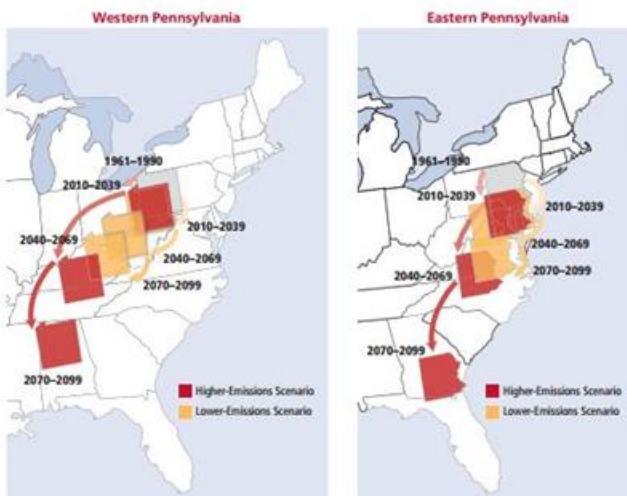 Western Pennsylvania
1961–1990
2010–2039
2010–2039
2040–2069
2040–2069
2070–2099
2070–2099
Higher-Emissions Scenario
Lower-Emissions Scenario
Eastern Pennsylvania
1961–1990
2010–2039
2010–2039
2040–2069
2040–2069
2070–2099
2070–2099
Higher-Emissions Scenario
Lower-Emissions Scenario